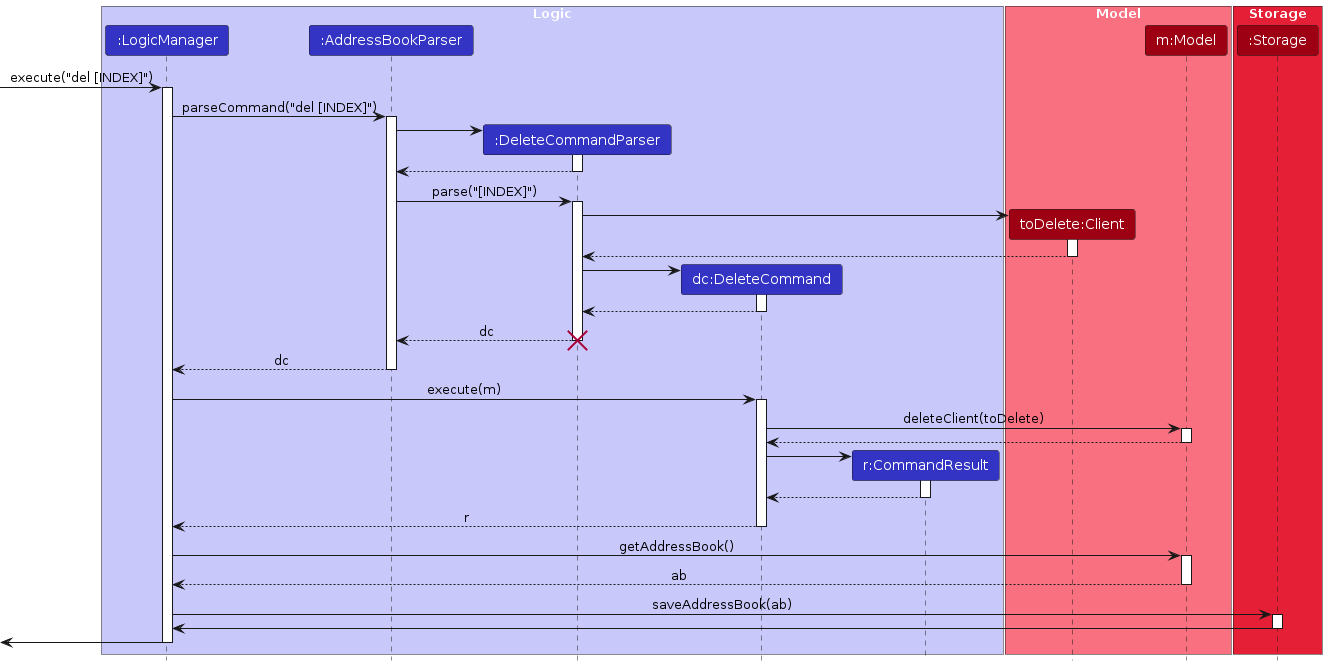 Logic
Model
Storage
:LogicManager
:AddressBookParser
m:Model
:Storage
execute("del [INDEX]")
parseCommand("del [INDEX]")
:DeleteCommandParser
parse("[INDEX]")
toDelete:Client
dc:DeleteCommand
dc
dc
execute(m)
deleteClient(toDelete)
r:CommandResult
r
getAddressBook()
ab
saveAddressBook(ab)